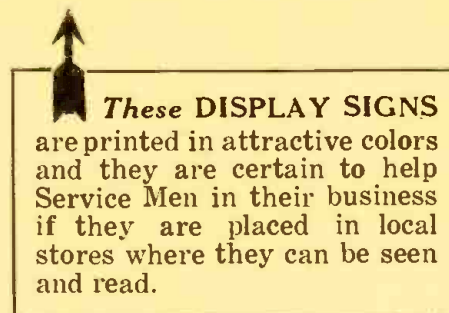 These DISPLAY SIGNS
are printed in attractive colors
and they are certain to help
Service Men in their business
if they are placed in local
stores where they can be seen
and read.